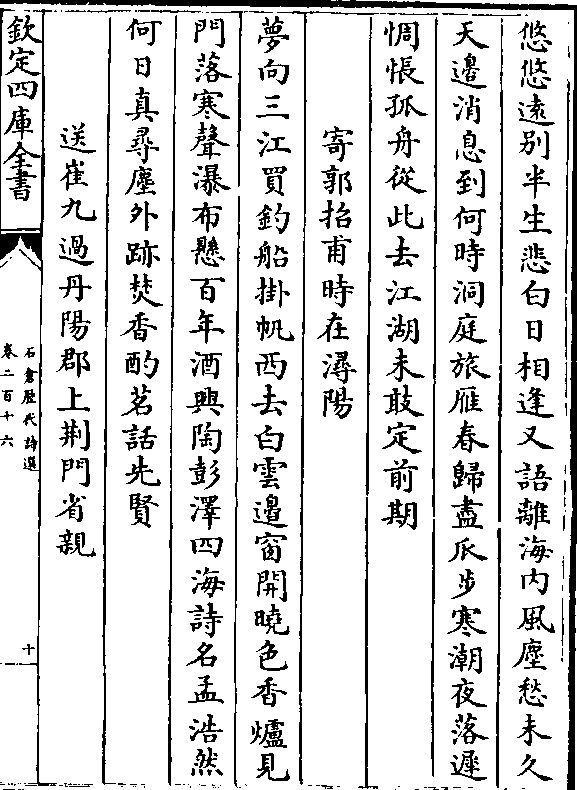 悠悠遠別半生悲白日相逢又語離海内風塵愁未久
天邉消息到何時洞庭旅雁春歸盡瓜步寒潮夜落遲
惆悵孤舟從此去江湖未敢定前期
寄郭招甫時在潯陽
夢向三江買釣船掛帆西去白雲邉窗開曉色香爐見
門落寒聲瀑布懸百年酒興陶彭澤四海詩名孟浩然
何日真尋塵外跡焚香酌茗話先賢
送崔九過丹陽郡上荆門省親
欽定四庫全書
石倉歴代詩選
卷二百十六
十